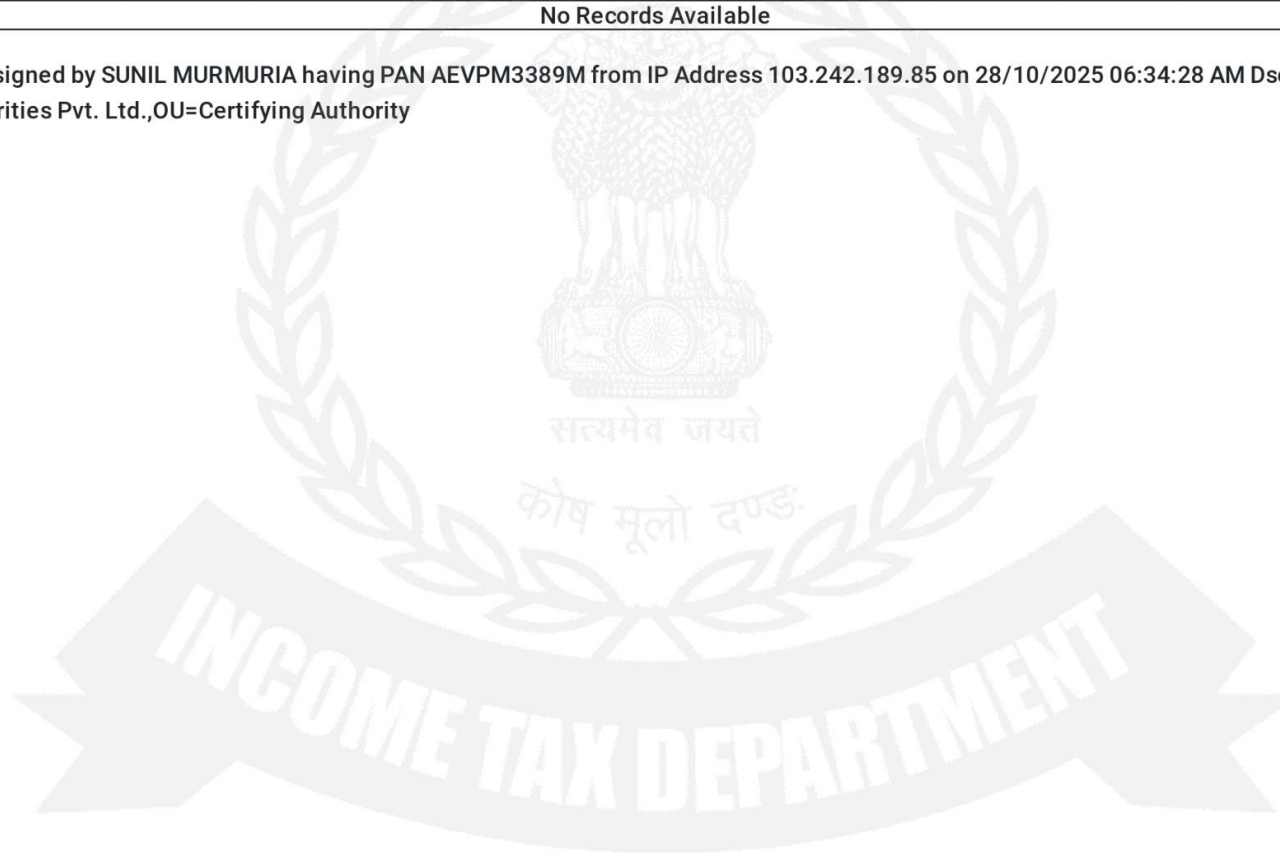 No Records Available
signed by SUNIL MURMURIA having PAN AEVPM3389M from IP Address 103.242.189.85 on 28/10/2025 06:34:28 AM Dsc
rities Pvt. Ltd.,OU=Certifying Authority
सत्यमेव जयते
कोष मूलो दण्डः
INCOME TAX DEPARTMENT